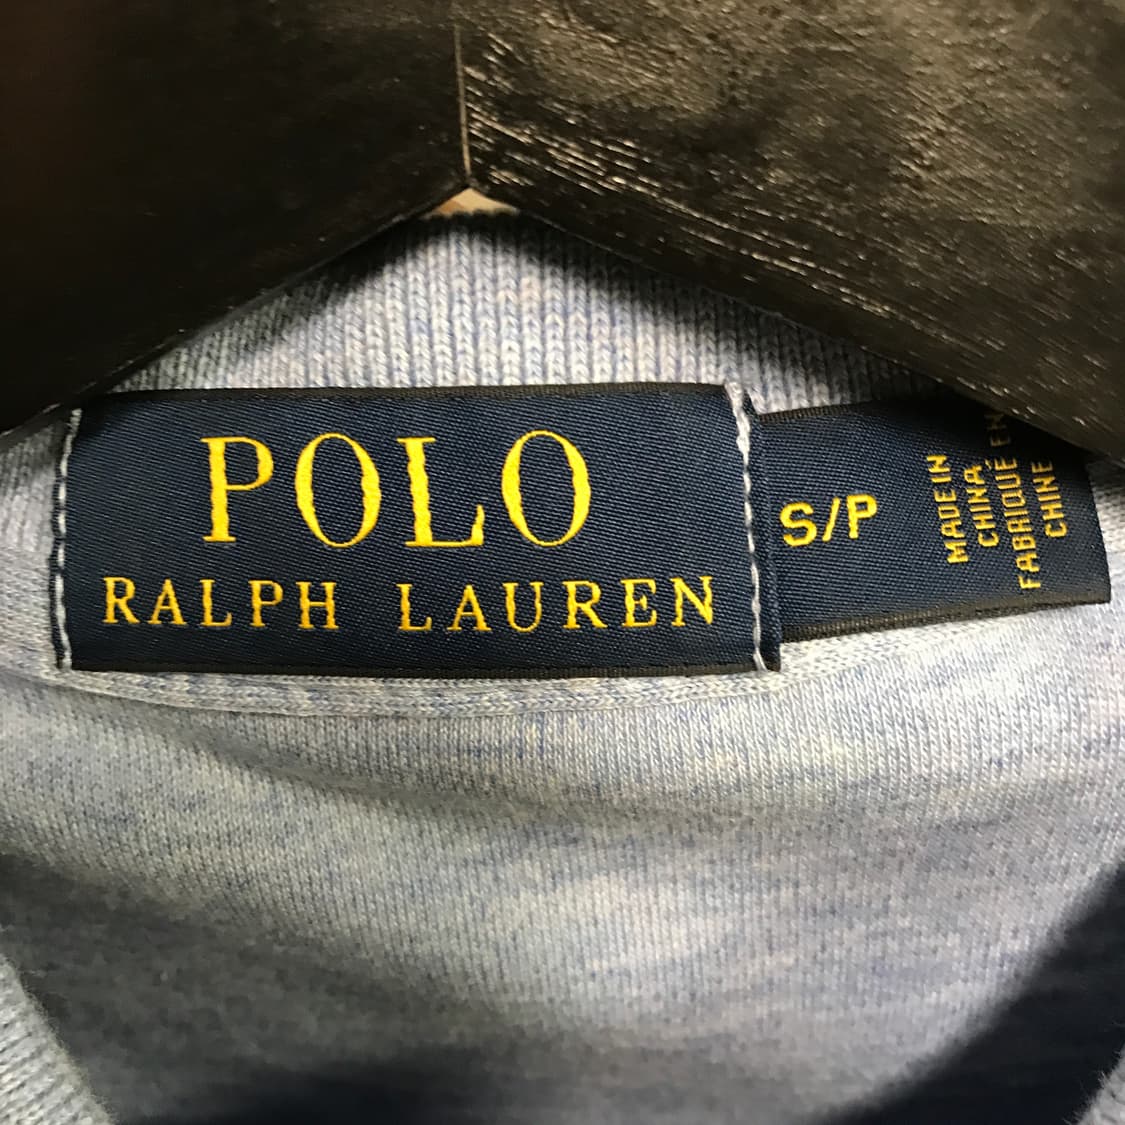 POLO
RALPH LAUREN
S/P
MADE IN
CHINA
FABRIQUÉ EN
CHINE